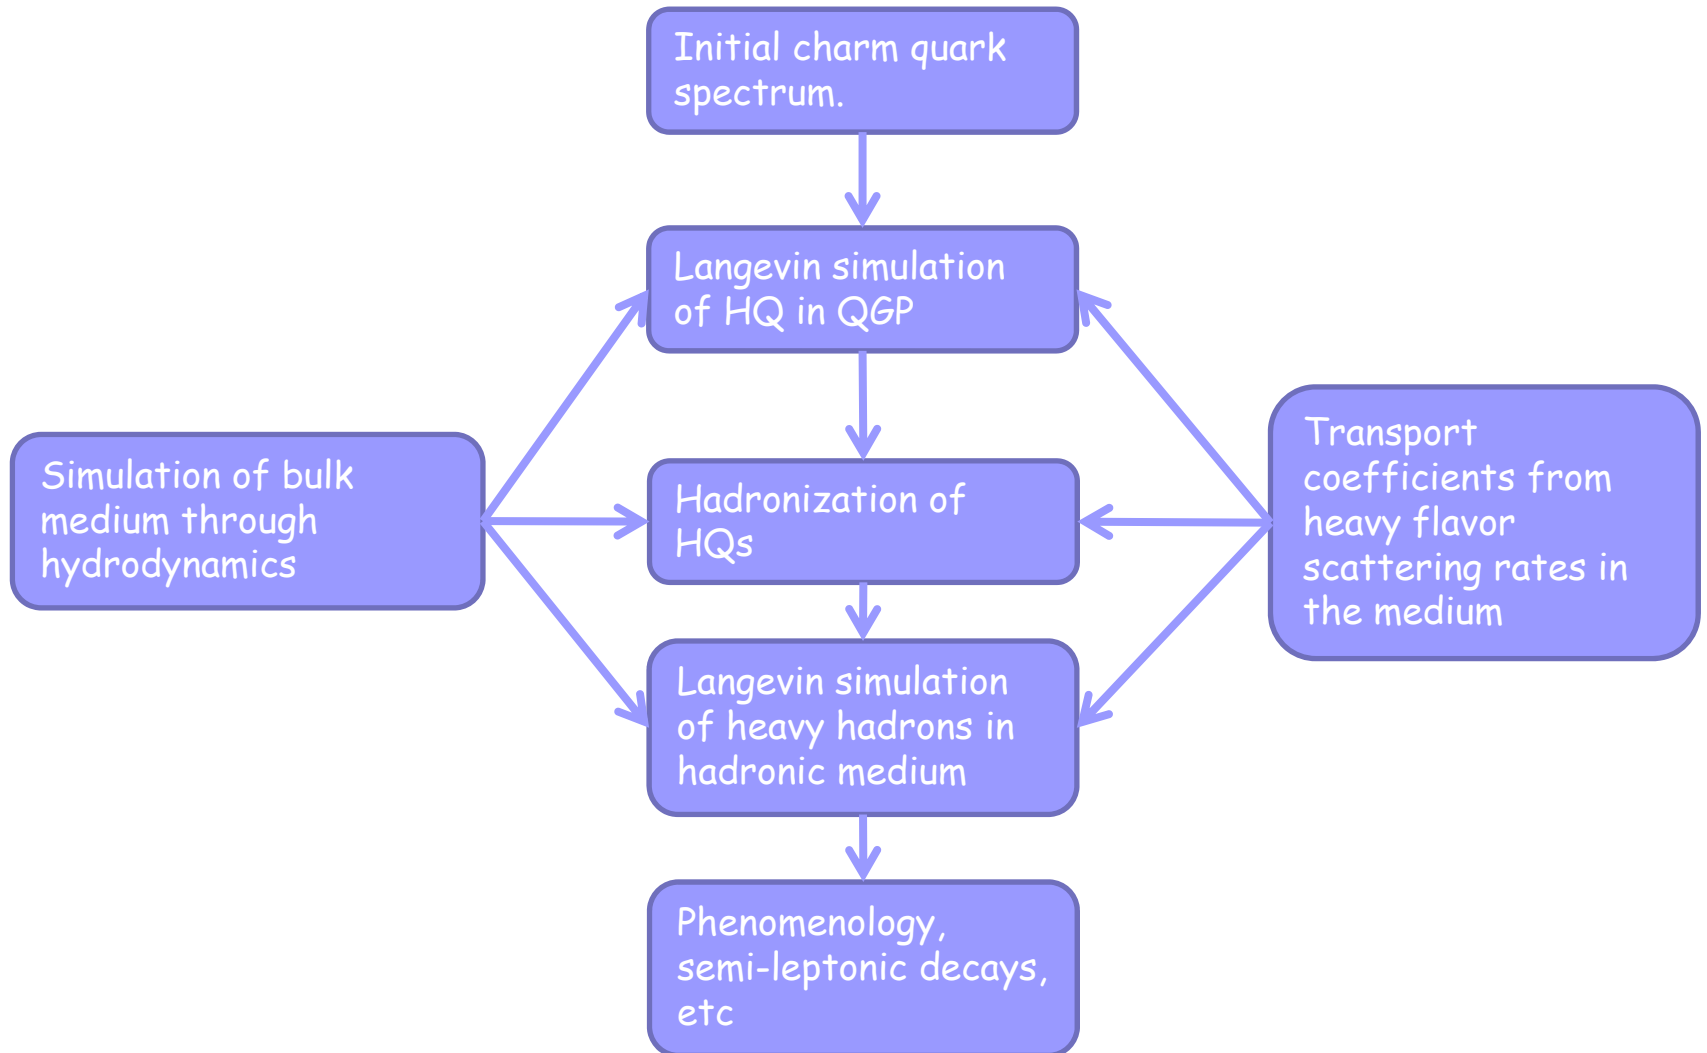 Initial charm quark
spectrum.
Langevin simulation
of HQ in QGP
Simulation of bulk
medium through
hydrodynamics
Hadronization of
HQs
Transport
coefficients from
heavy flavor
scattering rates in
the medium
Langevin simulation
of heavy hadrons in
hadronic medium
Phenomenology,
semi-leptonic decays,
etc